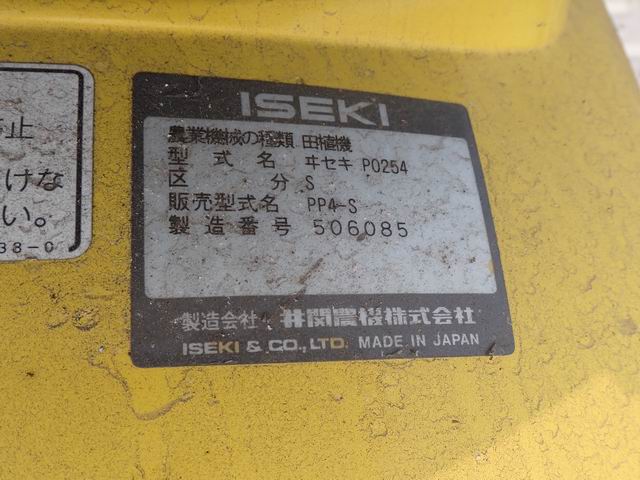 ISEKI
農業機械の種類 田植機
型式名 ヰセキ P0254
区分 S
販売型式名 PP4-S
製造番号 506085
製造会社 井関農機株式会社
ISEKI & CO., LTD. MADE IN JAPAN
止
けな
い。
38-0